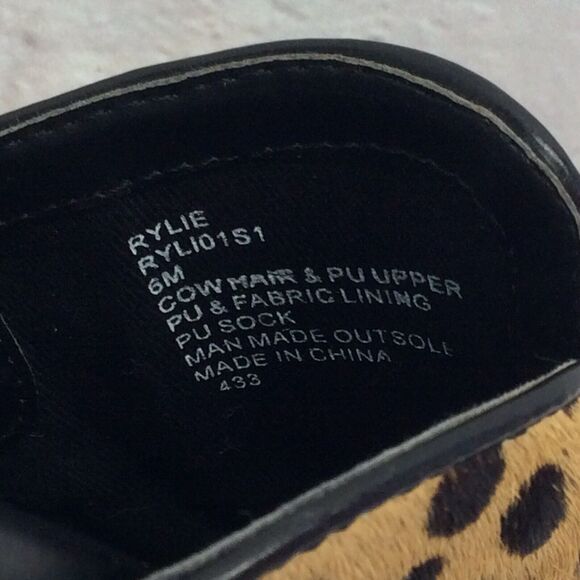 RYLIE
RYLI01S1
6M
COW HAIR & PU UPPER
PU & FABRIC LINING
PU SOCK
MAN MADE OUTSOLE
MADE IN CHINA
433